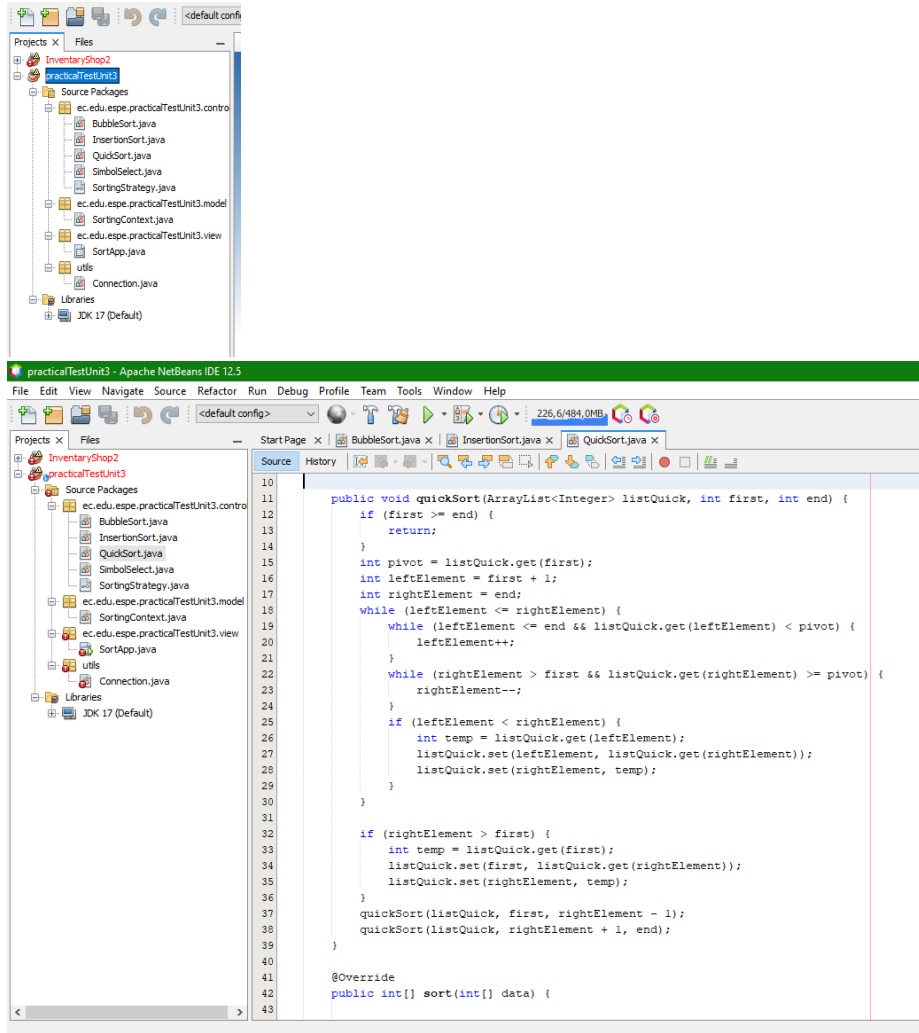 <default confi
Projects × Files
InventaryShop2
practicalTestUnit3
Source Packages
ec.edu.espe.practicalTestUnit3.contro
BubbleSort.java
InsertionSort.java
QuickSort.java
SimbolSelect.java
SortingStrategy.java
ec.edu.espe.practicalTestUnit3.model
SortingContext.java
ec.edu.espe.practicalTestUnit3.view
SortApp.java
utils
Connection.java
Libraries
JDK 17 (Default)
practicalTestUnit3 - Apache NetBeans IDE 12.5
File Edit View Navigate Source Refactor Run Debug Profile Team Tools Window Help
<default config> 226,6/484,0MB
Projects × Files
InventaryShop2
practicalTestUnit3
Source Packages
ec.edu.espe.practicalTestUnit3.contro
BubbleSort.java
InsertionSort.java
QuickSort.java
SimbolSelect.java
SortingStrategy.java
ec.edu.espe.practicalTestUnit3.model
SortingContext.java
ec.edu.espe.practicalTestUnit3.view
SortApp.java
utils
Connection.java
Libraries
JDK 17 (Default)
Start Page × BubbleSort.java × InsertionSort.java × QuickSort.java ×
Source History
10
11 public void quickSort(ArrayList<Integer> listQuick, int first, int end) {
12 if (first >= end) {
13 return;
14 }
15 int pivot = listQuick.get(first);
16 int leftElement = first + 1;
17 int rightElement = end;
18 while (leftElement <= rightElement) {
19 while (leftElement <= end && listQuick.get(leftElement) < pivot) {
20 leftElement++;
21 }
22 while (rightElement > first && listQuick.get(rightElement) >= pivot) {
23 rightElement--;
24 }
25 if (leftElement < rightElement) {
26 int temp = listQuick.get(leftElement);
27 listQuick.set(leftElement, listQuick.get(rightElement));
28 listQuick.set(rightElement, temp);
29 }
30 }
31
32 if (rightElement > first) {
33 int temp = listQuick.get(first);
34 listQuick.set(first, listQuick.get(rightElement));
35 listQuick.set(rightElement, temp);
36 }
37 quickSort(listQuick, first, rightElement - 1);
38 quickSort(listQuick, rightElement + 1, end);
39 }
40
41 @Override
42 public int[] sort(int[] data) {
43